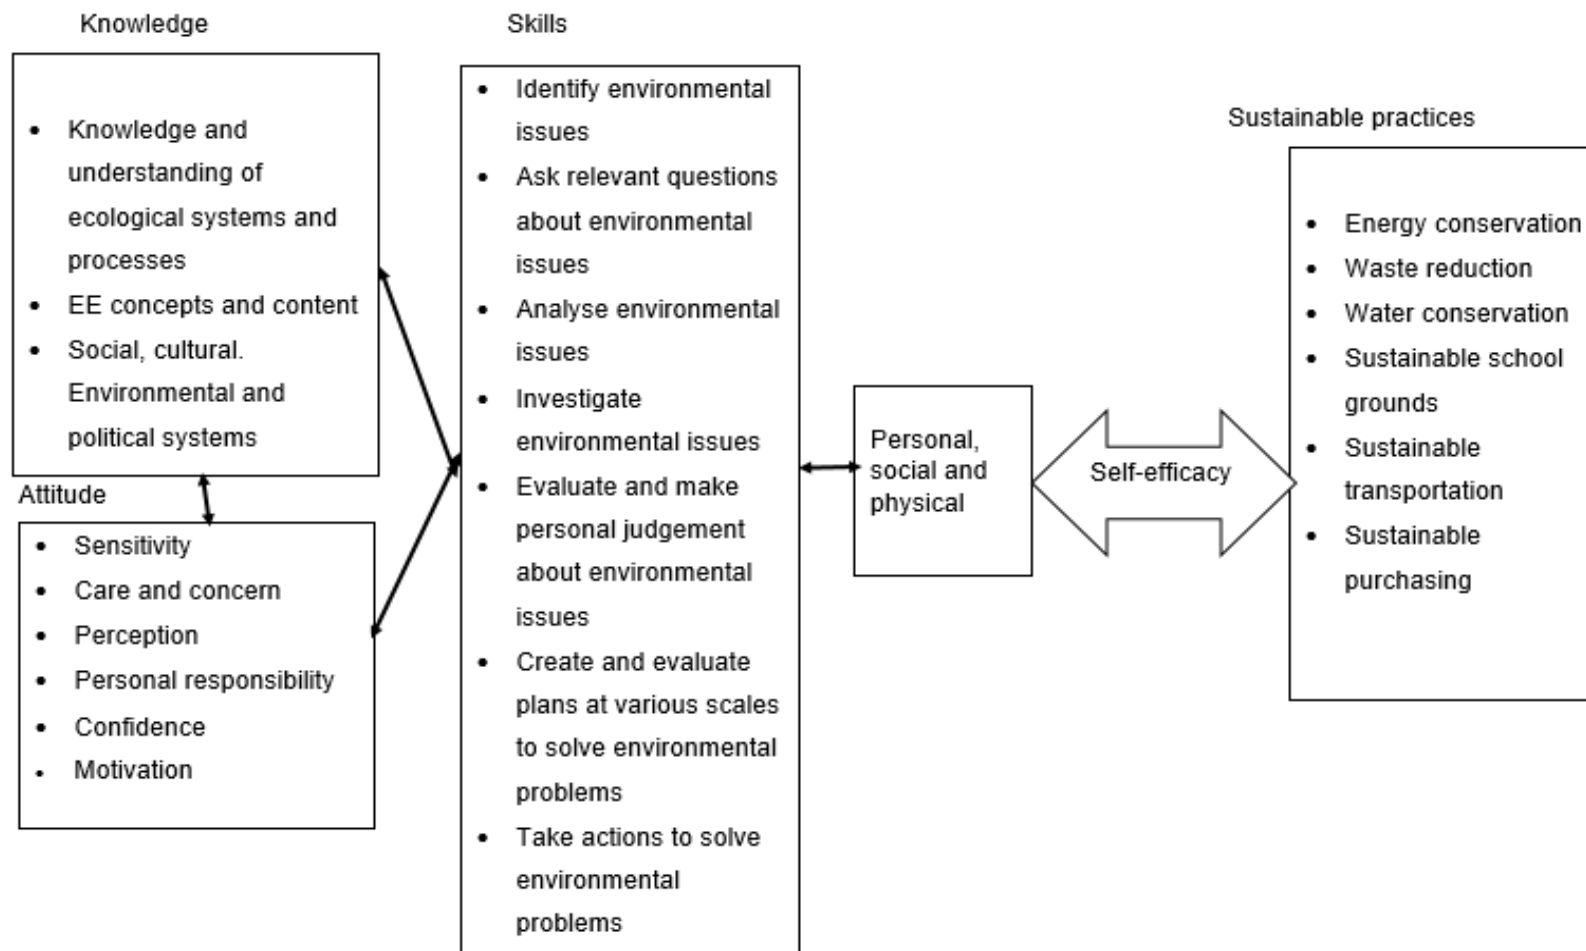 Knowledge
• Knowledge and
understanding of
ecological systems and
processes
• EE concepts and content
• Social, cultural.
Environmental and
political systems
Attitude
• Sensitivity
• Care and concern
• Perception
• Personal responsibility
• Confidence
• Motivation
Skills
• Identify environmental
issues
• Ask relevant questions
about environmental
issues
• Analyse environmental
issues
• Investigate
environmental issues
• Evaluate and make
personal judgement
about environmental
issues
• Create and evaluate
plans at various scales
to solve environmental
problems
• Take actions to solve
environmental
problems
Personal,
social and
physical
Self-efficacy
Sustainable practices
• Energy conservation
• Waste reduction
• Water conservation
• Sustainable school
grounds
• Sustainable
transportation
• Sustainable
purchasing